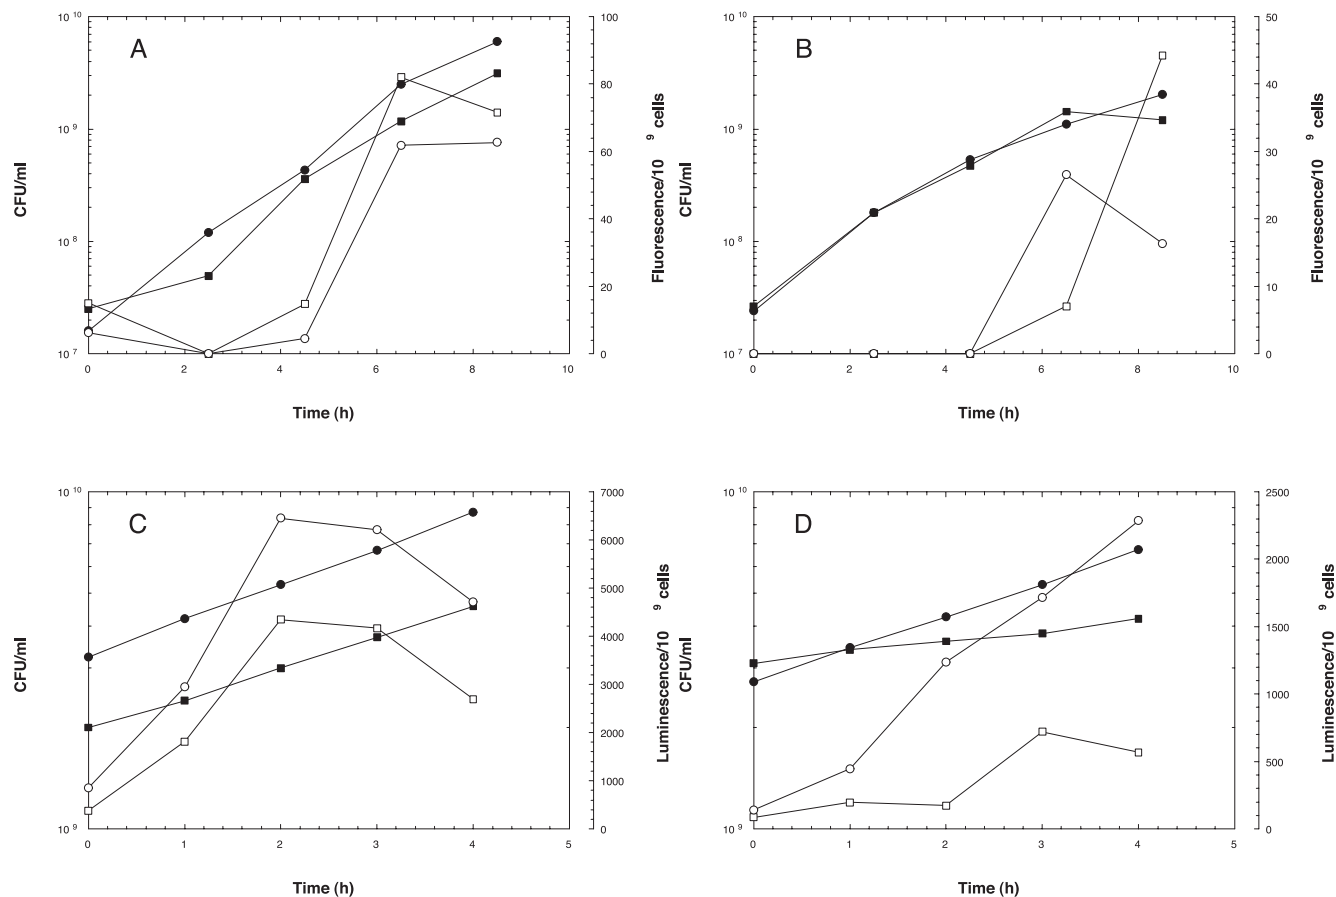 A
10 10
10 9
10 8
10 7
CFU/ml
100
80
60
40
20
0
Fluorescence/10 9 cells
0 2 4 6 8 10
Time (h)
B
10 10
10 9
10 8
10 7
CFU/ml
50
40
30
20
10
0
Fluorescence/10 9 cells
0 2 4 6 8 10
Time (h)
C
10 10
10 9
CFU/ml
7000
6000
5000
4000
3000
2000
1000
0
Luminescence/10 9 cells
0 1 2 3 4 5
Time (h)
D
10 10
10 9
CFU/ml
2500
2000
1500
1000
500
0
Luminescence/10 9 cells
0 1 2 3 4 5
Time (h)